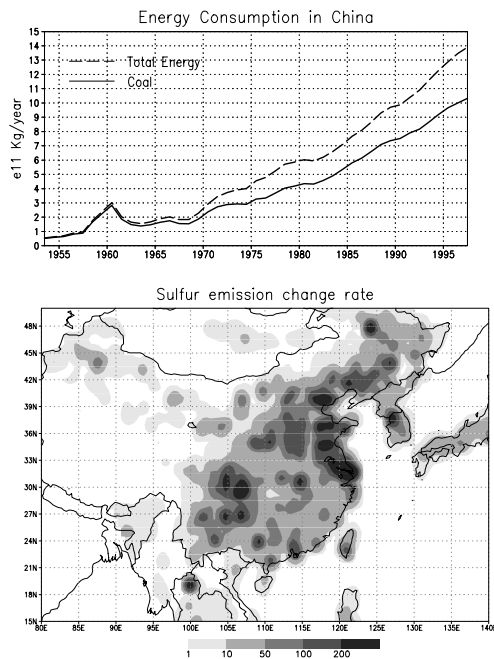 Energy Consumption in China
15
14
13
12
11
10
9
8
7
6
5
4
3
2
1
0
e11 Kg/year
Total Energy
Coal
1955 1960 1965 1970 1975 1980 1985 1990 1995
Sulfur emission change rate
48N
45N
42N
39N
36N
33N
30N
27N
24N
21N
18N
15N
80E 85E 90E 95E 100E 105E 110E 115E 120E 125E 130E 135E 140E
1 10 50 100 200